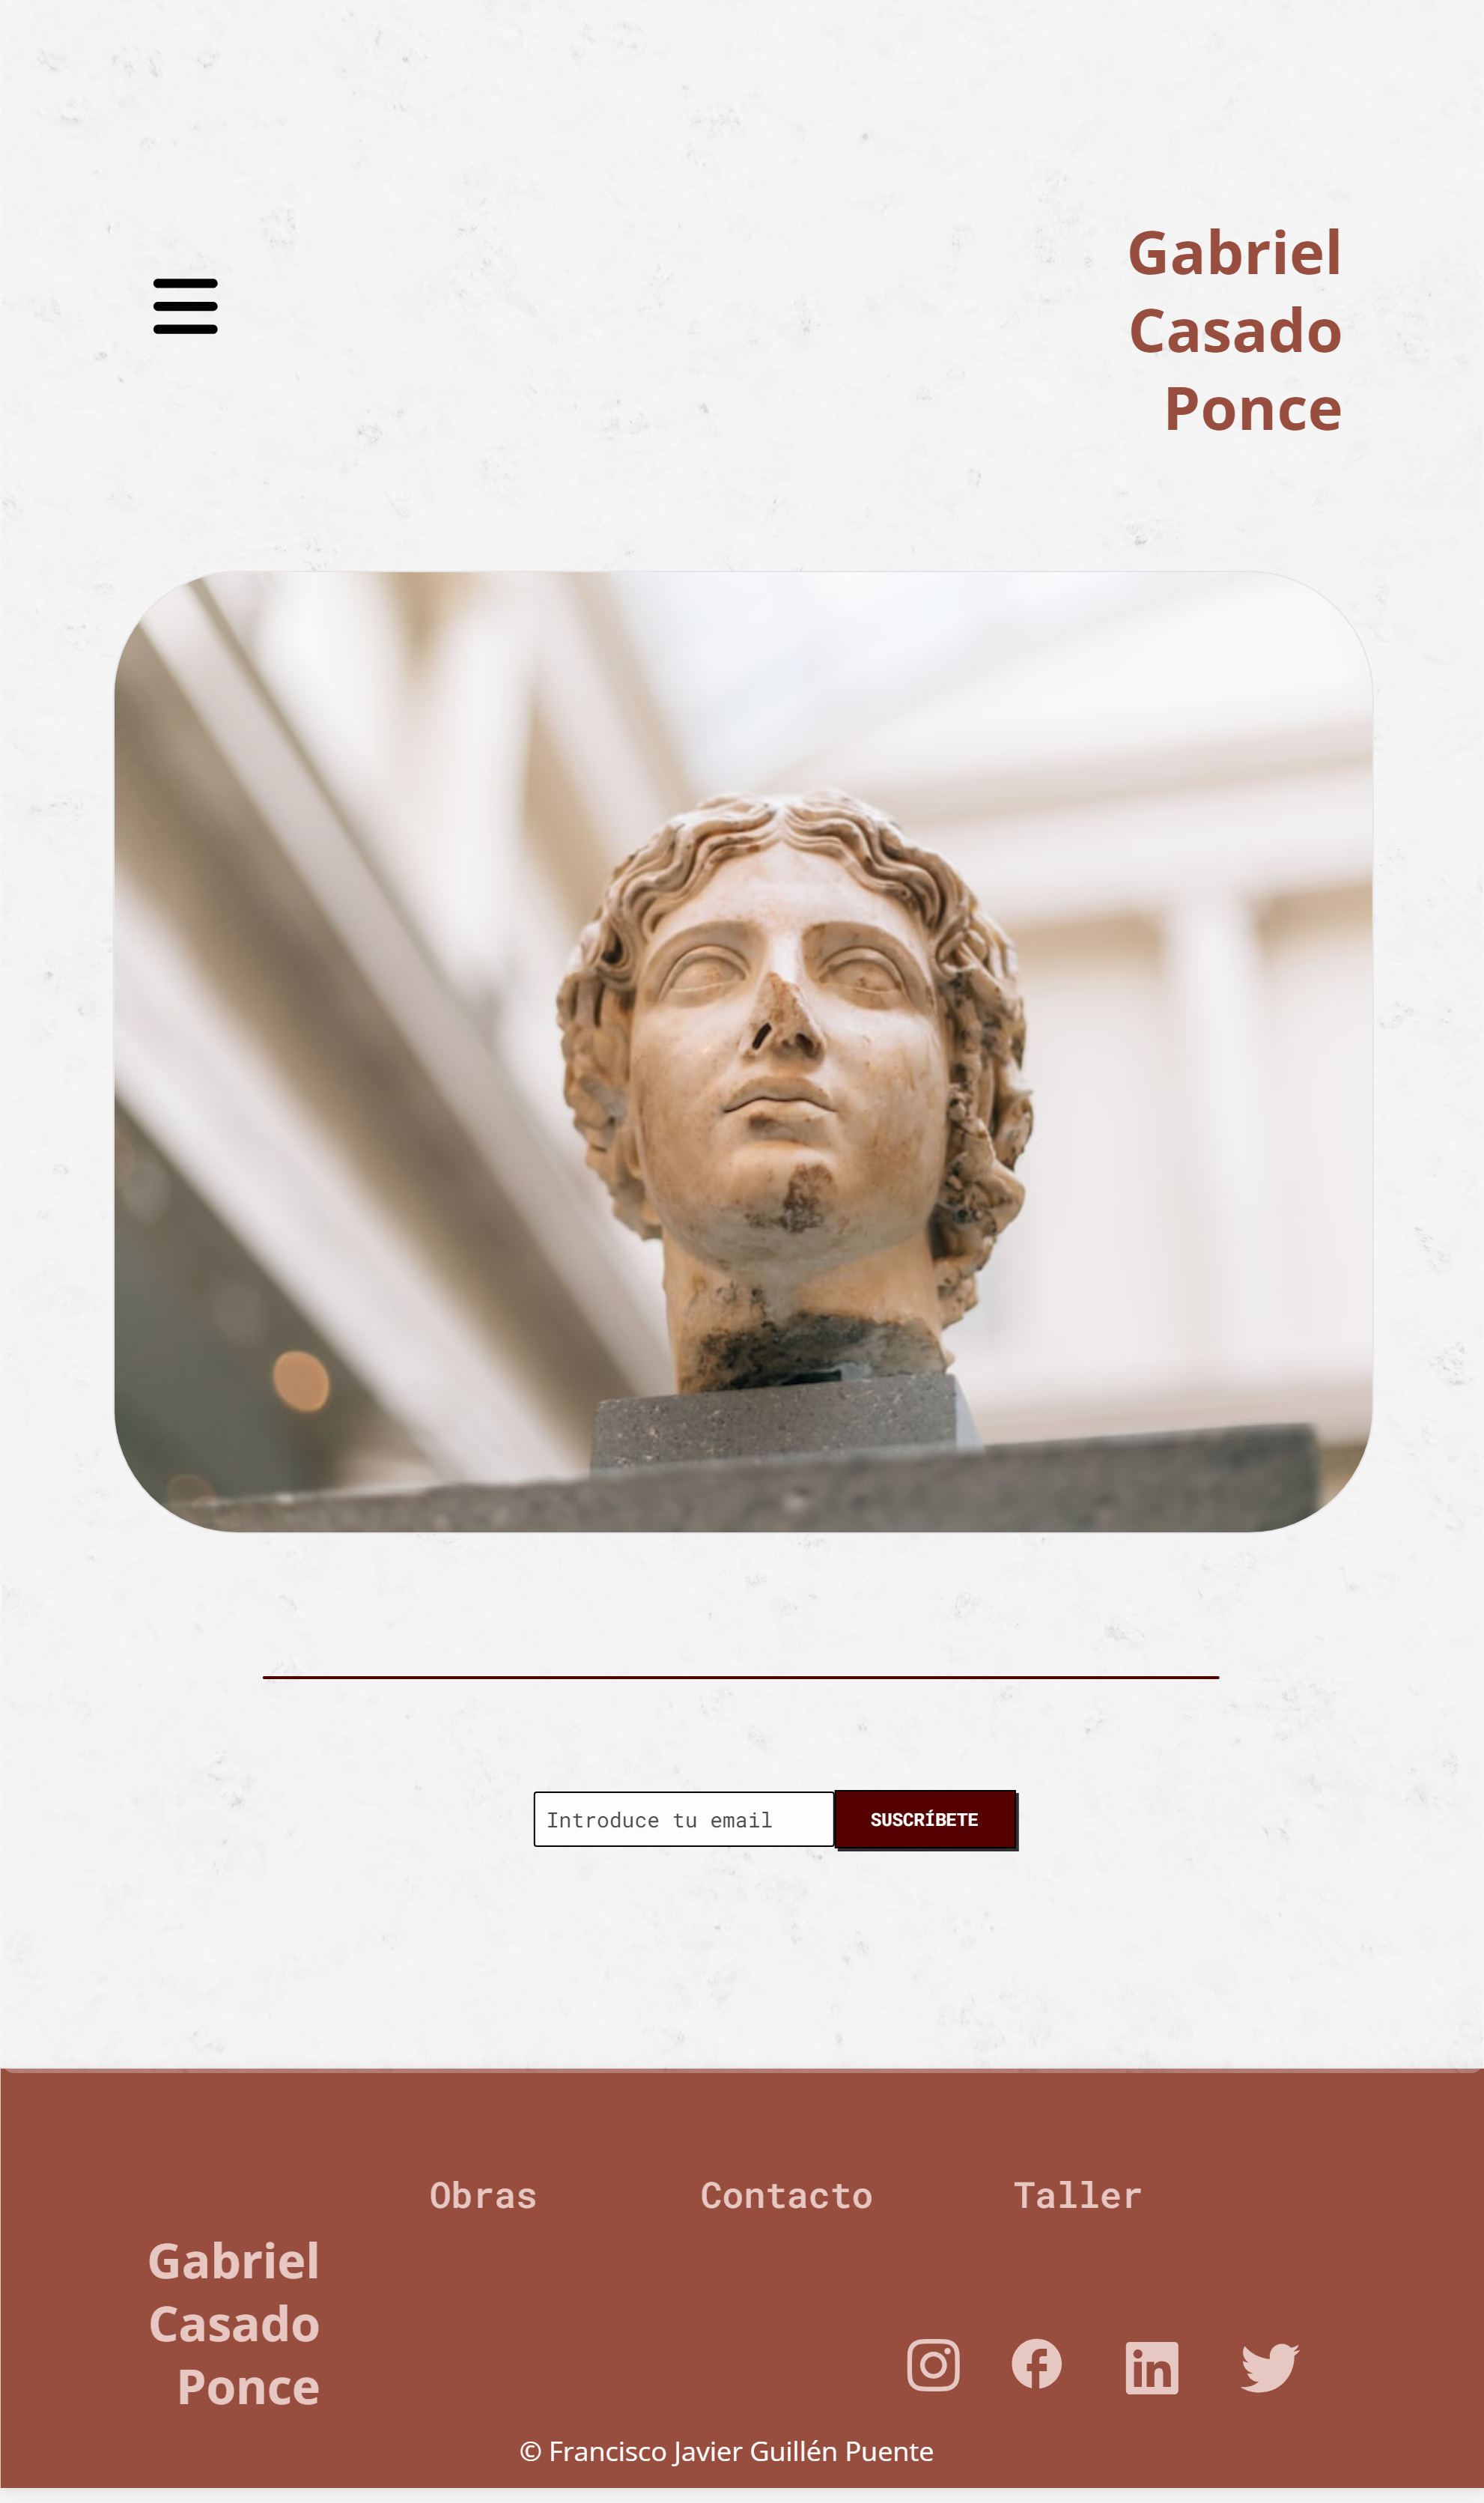 Gabriel
Casado
Ponce
Introduce tu email
SUSCRÍBETE
Obras
Contacto
Taller
Gabriel
Casado
Ponce
© Francisco Javier Guillén Puente